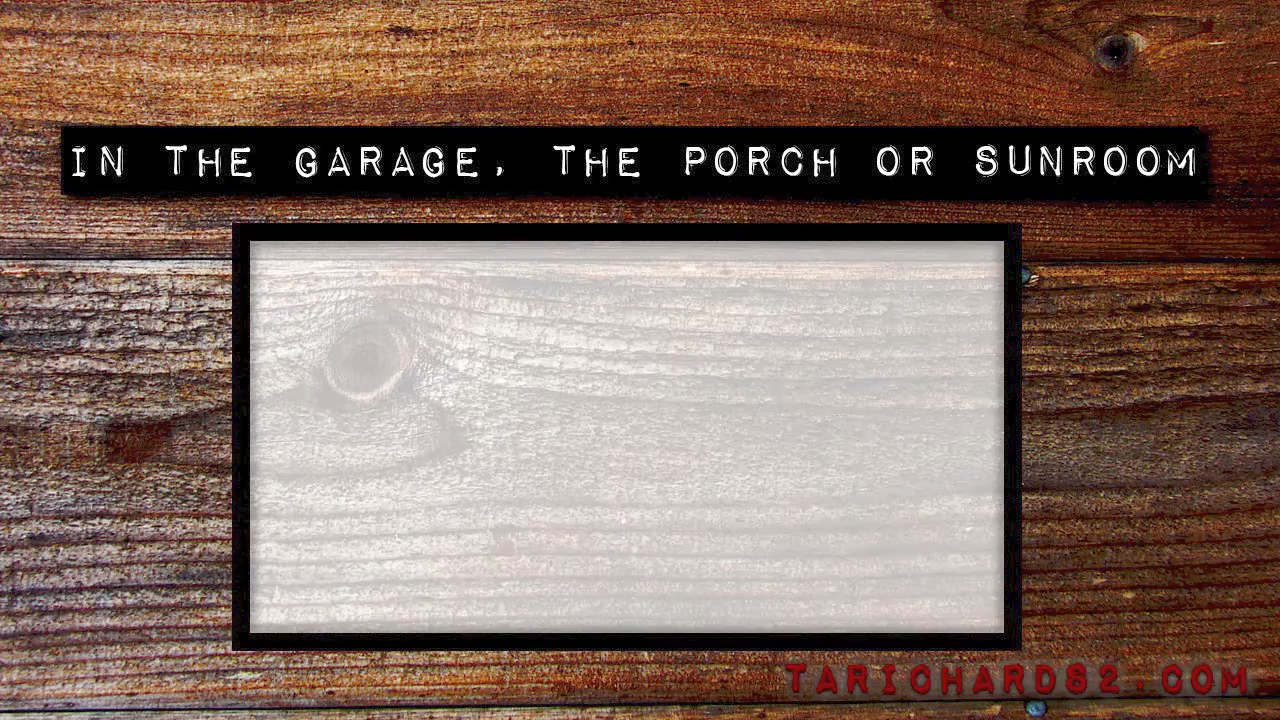 IN THE GARAGE, THE PORCH OR SUNROOM
TARICHARDS2.COM